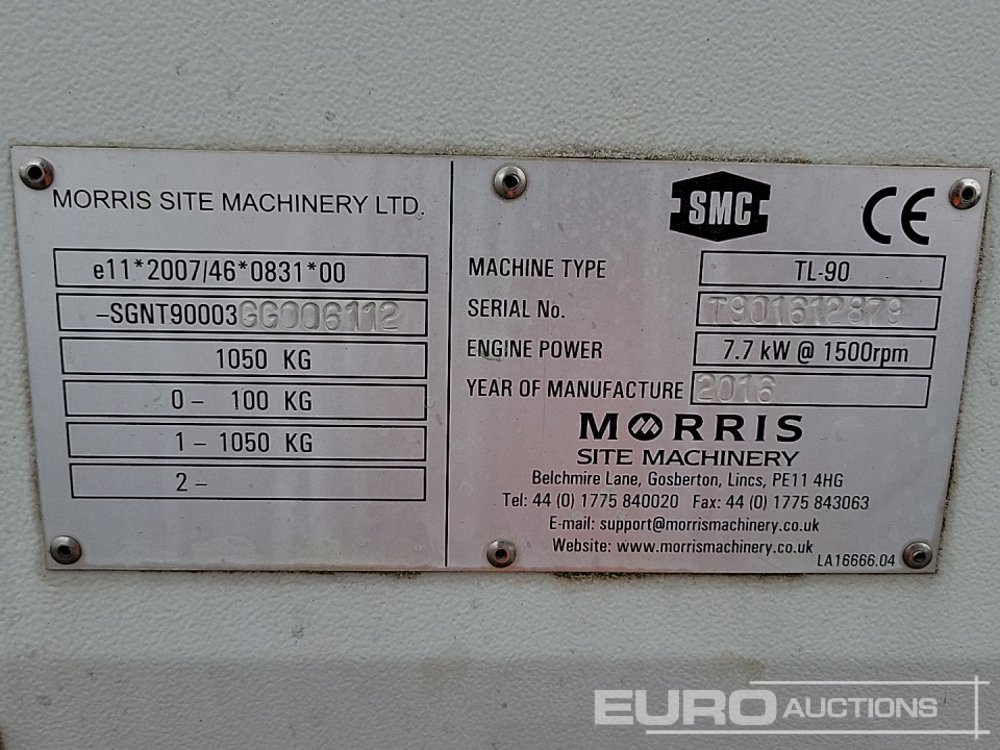 MORRIS SITE MACHINERY LTD.
e11*2007/46*0831*00
-SGNT90003GG006112
1050 KG
0 - 100 KG
1 - 1050 KG
2 -
SMC
CE
MACHINE TYPE TL-90
SERIAL No. T901612879
ENGINE POWER 7.7 kW @ 1500rpm
YEAR OF MANUFACTURE 2016
MORRIS
SITE MACHINERY
Belchmire Lane, Gosberton, Lincs, PE11 4HG
Tel: 44 (0) 1775 840020 Fax: 44 (0) 1775 843063
E-mail: support@morrismachinery.co.uk
Website: www.morrismachinery.co.uk
LA16666.04
EURO AUCTIONS